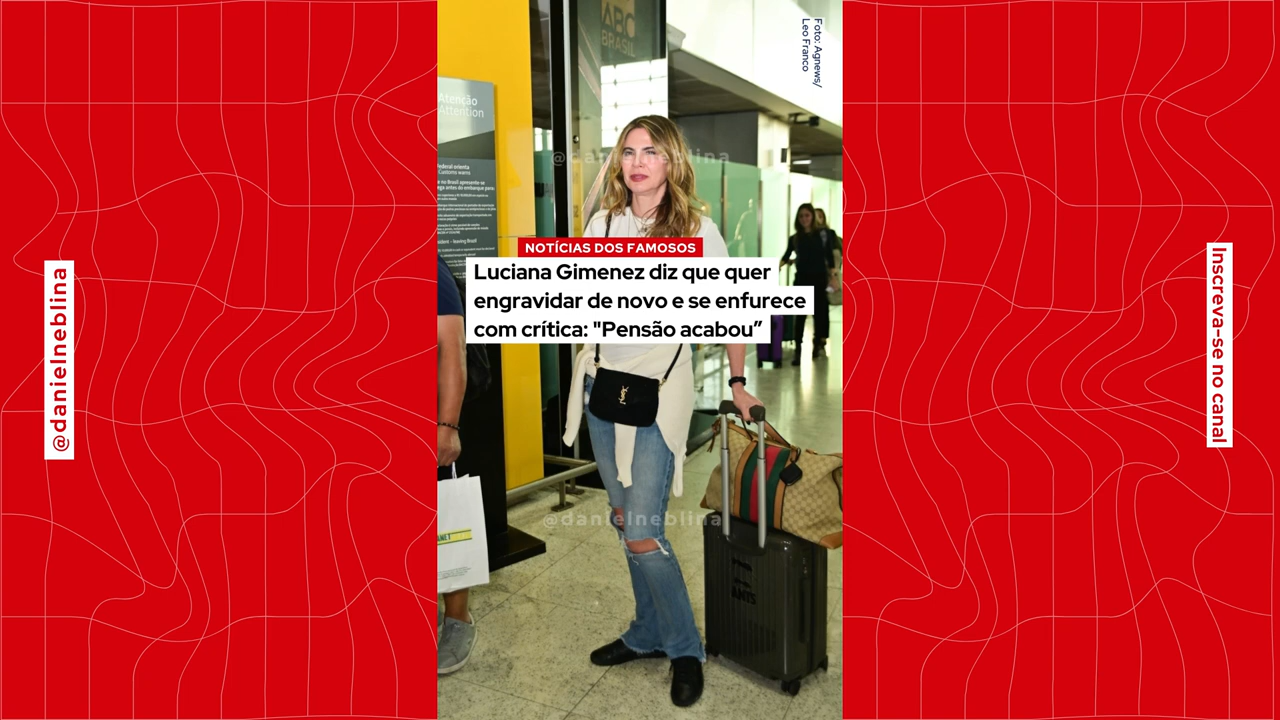 @danielneblina
Foto: Agnews/
Leo Franco
ABC
BRASIL
Atenção
Attention
@danielneblina
NOTÍCIAS DOS FAMOSOS
Luciana Gimenez diz que quer
engravidar de novo e se enfurece
com crítica: "Pensão acabou”
@danielneblina
Inscreva-se no canal